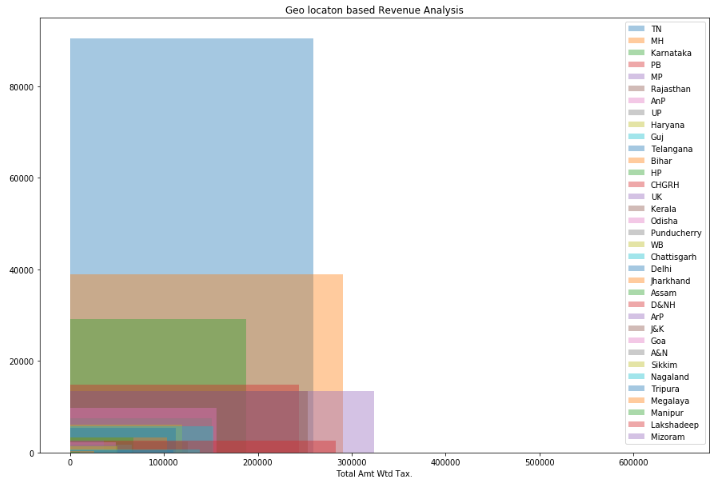 Geo locaton based Revenue Analysis
80000
60000
40000
20000
0
0
100000
200000
300000
400000
500000
600000
Total Amt Wtd Tax.
TN
MH
Karnataka
PB
MP
Rajasthan
AnP
UP
Haryana
Guj
Telangana
Bihar
HP
CHGRH
UK
Kerala
Odisha
Punducherry
WB
Chattisgarh
Delhi
Jharkhand
Assam
D&NH
ArP
J&K
Goa
A&N
Sikkim
Nagaland
Tripura
Megalaya
Manipur
Lakshadeep
Mizoram